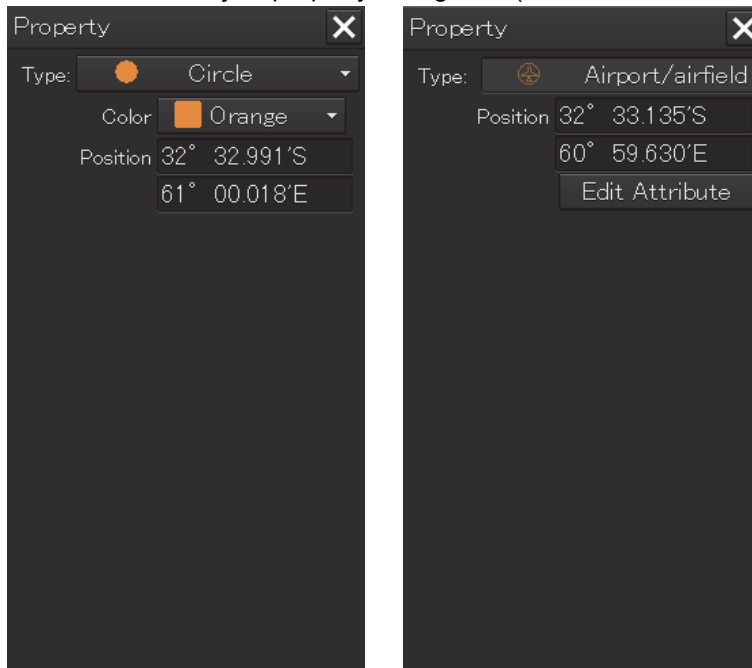 Property
Type: Circle
Color Orange
Position 32° 32.991'S
61° 00.018'E
Property
Type: Airport/airfield
Position 32° 33.135'S
60° 59.630'E
Edit Attribute